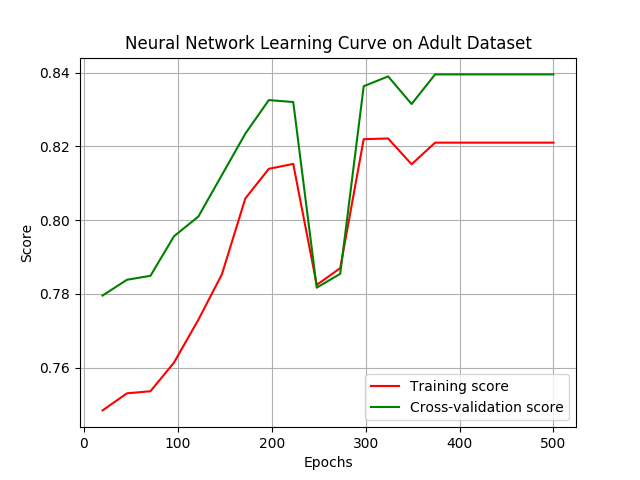 Neural Network Learning Curve on Adult Dataset
0.84
0.82
0.80
0.78
0.76
Score
Training score
Cross-validation score
0
100
200
300
400
500
Epochs